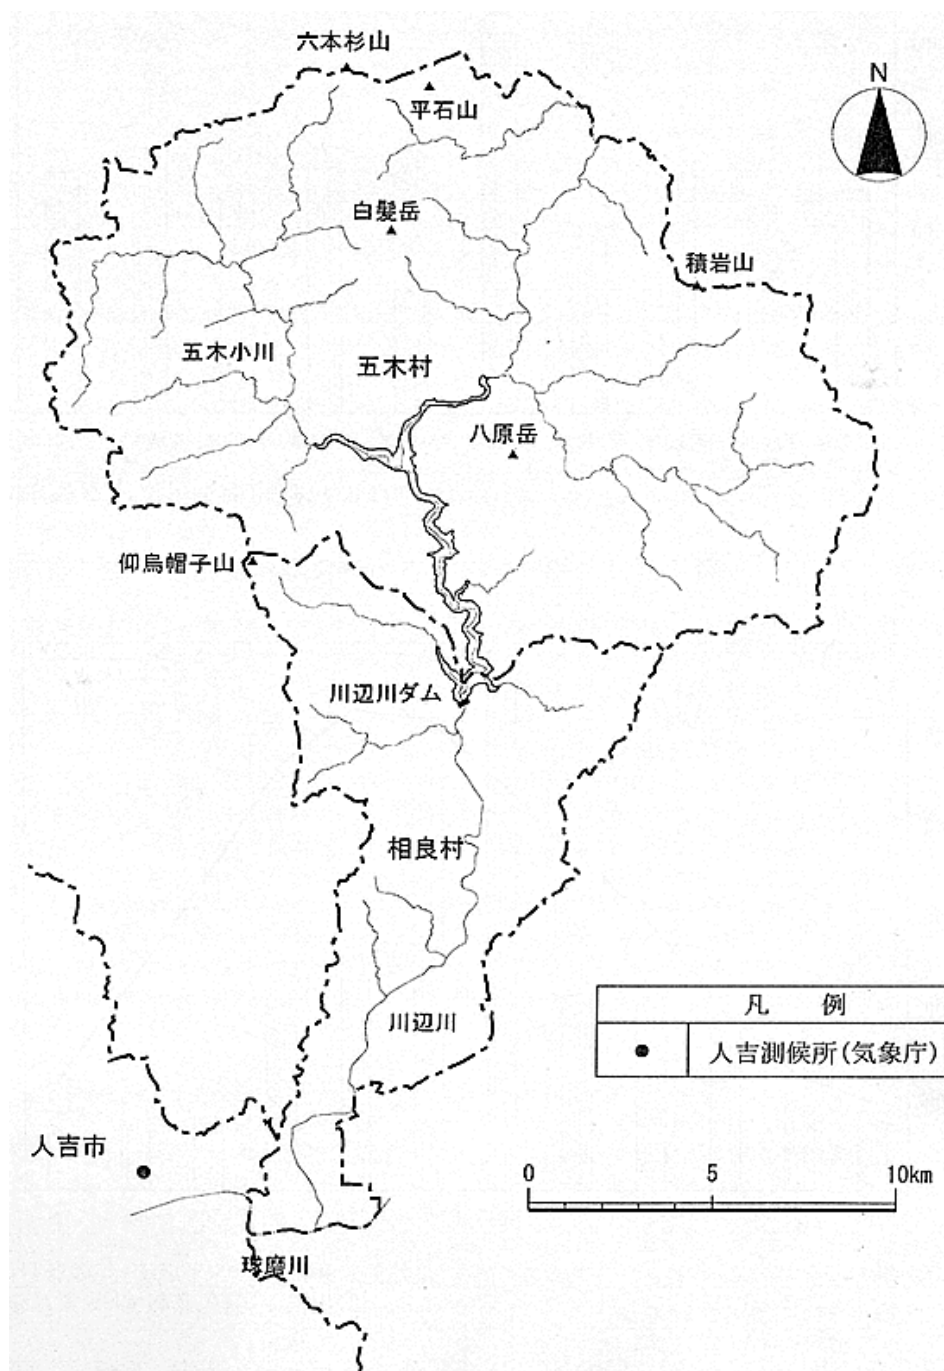 六本杉山
N
平石山
白髪岳
積岩山
五木小川
五木村
八原岳
仰烏帽子山
川辺川ダム
相良村
凡 例
川辺川
人吉測候所(気象庁)
人吉市
0 5 10km
球磨川